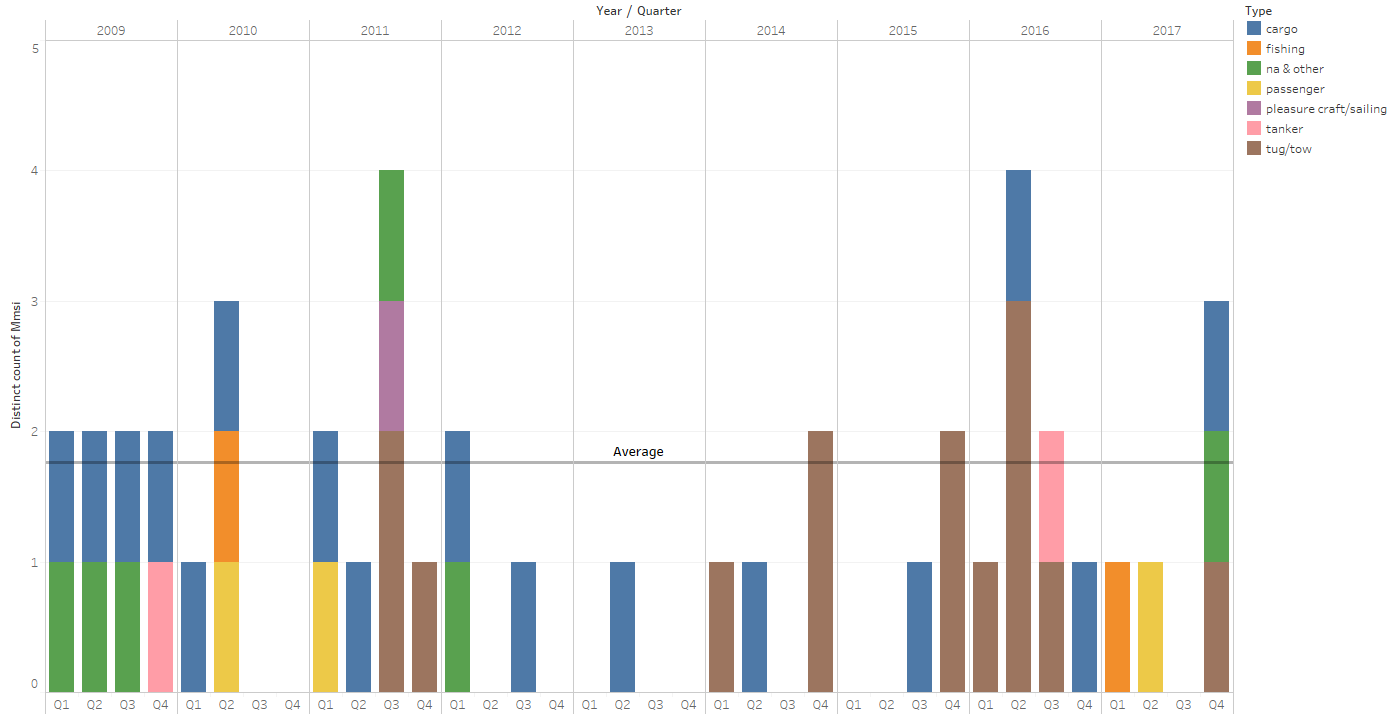 Year / Quarter
2009 2010 2011 2012 2013 2014 2015 2016 2017
5
4
3
2
1
0
Distinct count of Mmsi
Average
Q1 Q2 Q3 Q4 Q1 Q2 Q3 Q4 Q1 Q2 Q3 Q4 Q1 Q2 Q3 Q4 Q1 Q2 Q3 Q4 Q1 Q2 Q3 Q4 Q1 Q2 Q3 Q4 Q1 Q2 Q3 Q4 Q1 Q2 Q3 Q4
Type
cargo
fishing
na & other
passenger
pleasure craft/sailing
tanker
tug/tow